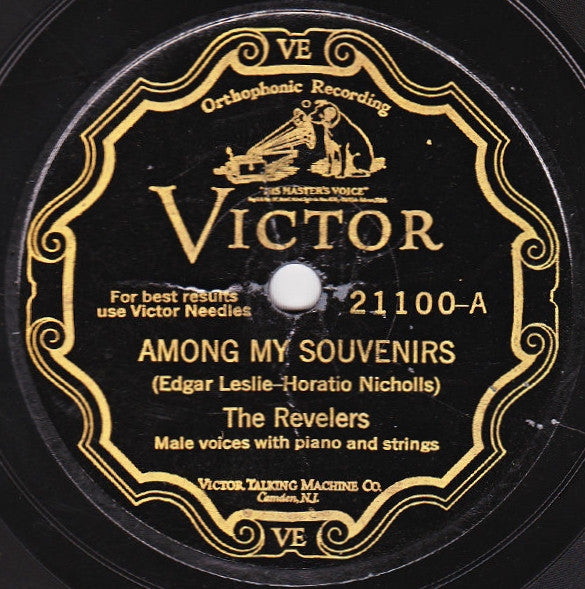 VE
Orthophonic Recording
"HIS MASTER'S VOICE"
VICTOR
For best results
use Victor Needles
21100-A
AMONG MY SOUVENIRS
(Edgar Leslie-Horatio Nicholls)
The Revelers
Male voices with piano and strings
VICTOR TALKING MACHINE CO.
Camden, N.J.
VE